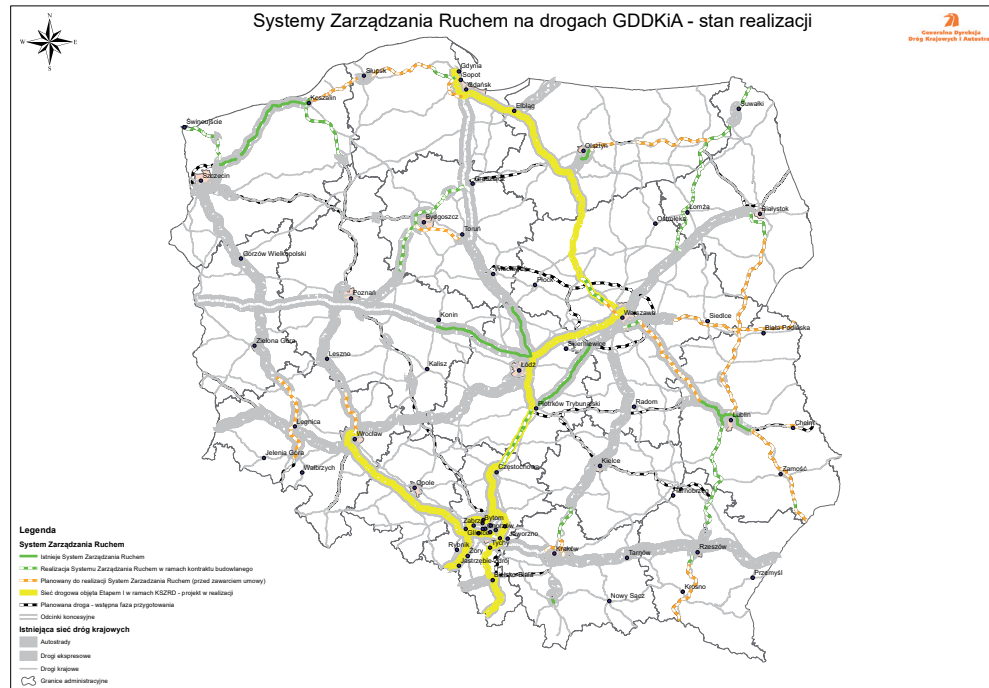 Systemy Zarządzania Ruchem na drogach GDDKiA - stan realizacji
Generalna Dyrekcja
Dróg Krajowych i Autostrad
N
W
E
S
Gdynia
Sopot
Gdańsk
Słupsk
Koszalin
Elbląg
Suwałki
Świnoujście
Olsztyn
Szczecin
Łomża
Białystok
Ostrołęka
Bydgoszcz
Toruń
Gorzów Wielkopolski
Płock
Poznań
Konin
Warszawa
Siedlce
Biała Podlaska
Skierniewice
Zielona Góra
Leszno
Kalisz
Łódź
Piotrków Trybunalski
Radom
Lublin
Chełm
Legnica
Wrocław
Jelenia Góra
Wałbrzych
Częstochowa
Kielce
Zamość
Opole
Zabrze
Bytom
Tychy
Jaworzno
Rybnik
Żory
Jastrzębie-Zdrój
Bielsko-Biała
Kraków
Tarnów
Rzeszów
Przemyśl
Krosno
Nowy Sącz
Legenda
System Zarządzania Ruchem
Istnieje System Zarządzania Ruchem
Realizacja Systemu Zarządzania Ruchem w ramach kontraktu budowlanego
Planowany do realizacji System Zarzadzania Ruchem (przed zawarciem umowy)
Sieć drogowa objęta Etapem I w ramach KSZRD - projekt w realizacji
Planowana droga - wstępna faza przygotowania
Odcinki koncesyjne
Istniejąca sieć dróg krajowych
Autostrady
Drogi ekspresowe
Drogi krajowe
Granice administracyjne